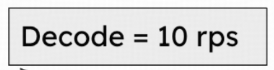 Decode = 10 rps